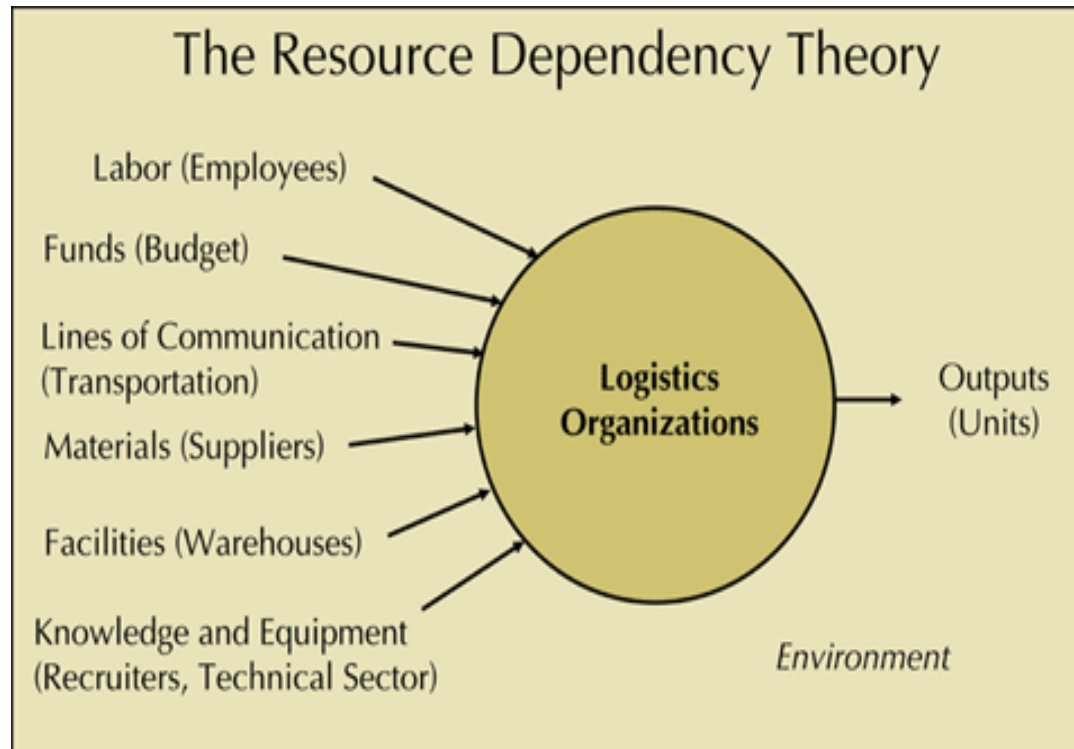 The Resource Dependency Theory
Labor (Employees)
Funds (Budget)
Lines of Communication
(Transportation)
Materials (Suppliers)
Facilities (Warehouses)
Knowledge and Equipment
(Recruiters, Technical Sector)
Logistics
Organizations
Outputs
(Units)
Environment